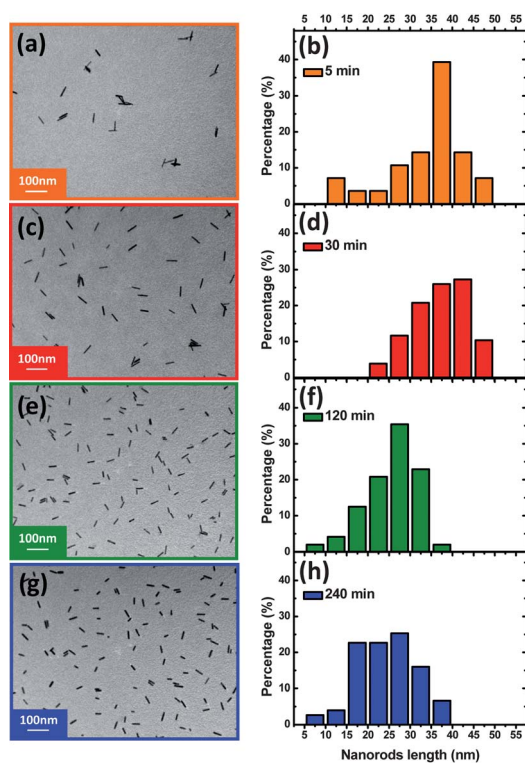 (a)
100nm
5 10 15 20 25 30 35 40 45 50 55
(b)
5 min
40
30
20
10
0
Percentage (%)
(c)
100nm
(d)
30 min
40
30
20
10
0
Percentage (%)
(e)
100nm
(f)
120 min
40
30
20
10
0
Percentage (%)
(g)
100nm
(h)
240 min
40
30
20
10
0
Percentage (%)
5 10 15 20 25 30 35 40 45 50 55
Nanorods length (nm)